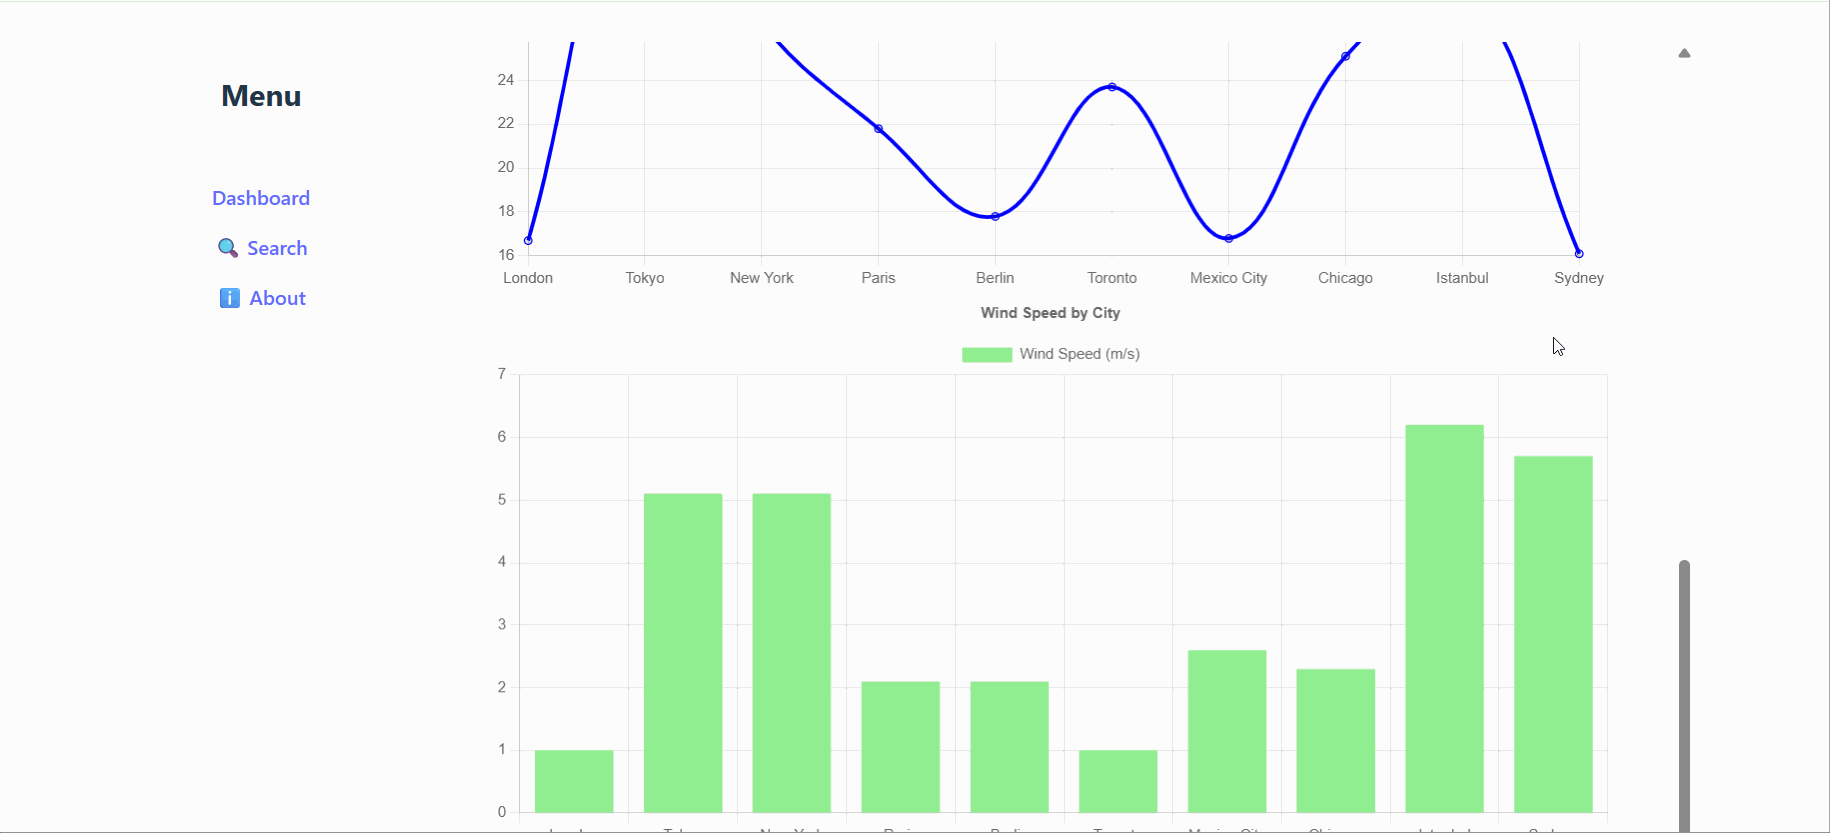 Menu
Dashboard
Search
About
24
22
20
18
16
London Tokyo New York Paris Berlin Toronto Mexico City Chicago Istanbul Sydney
Wind Speed by City
Wind Speed (m/s)
7
6
5
4
3
2
1
0